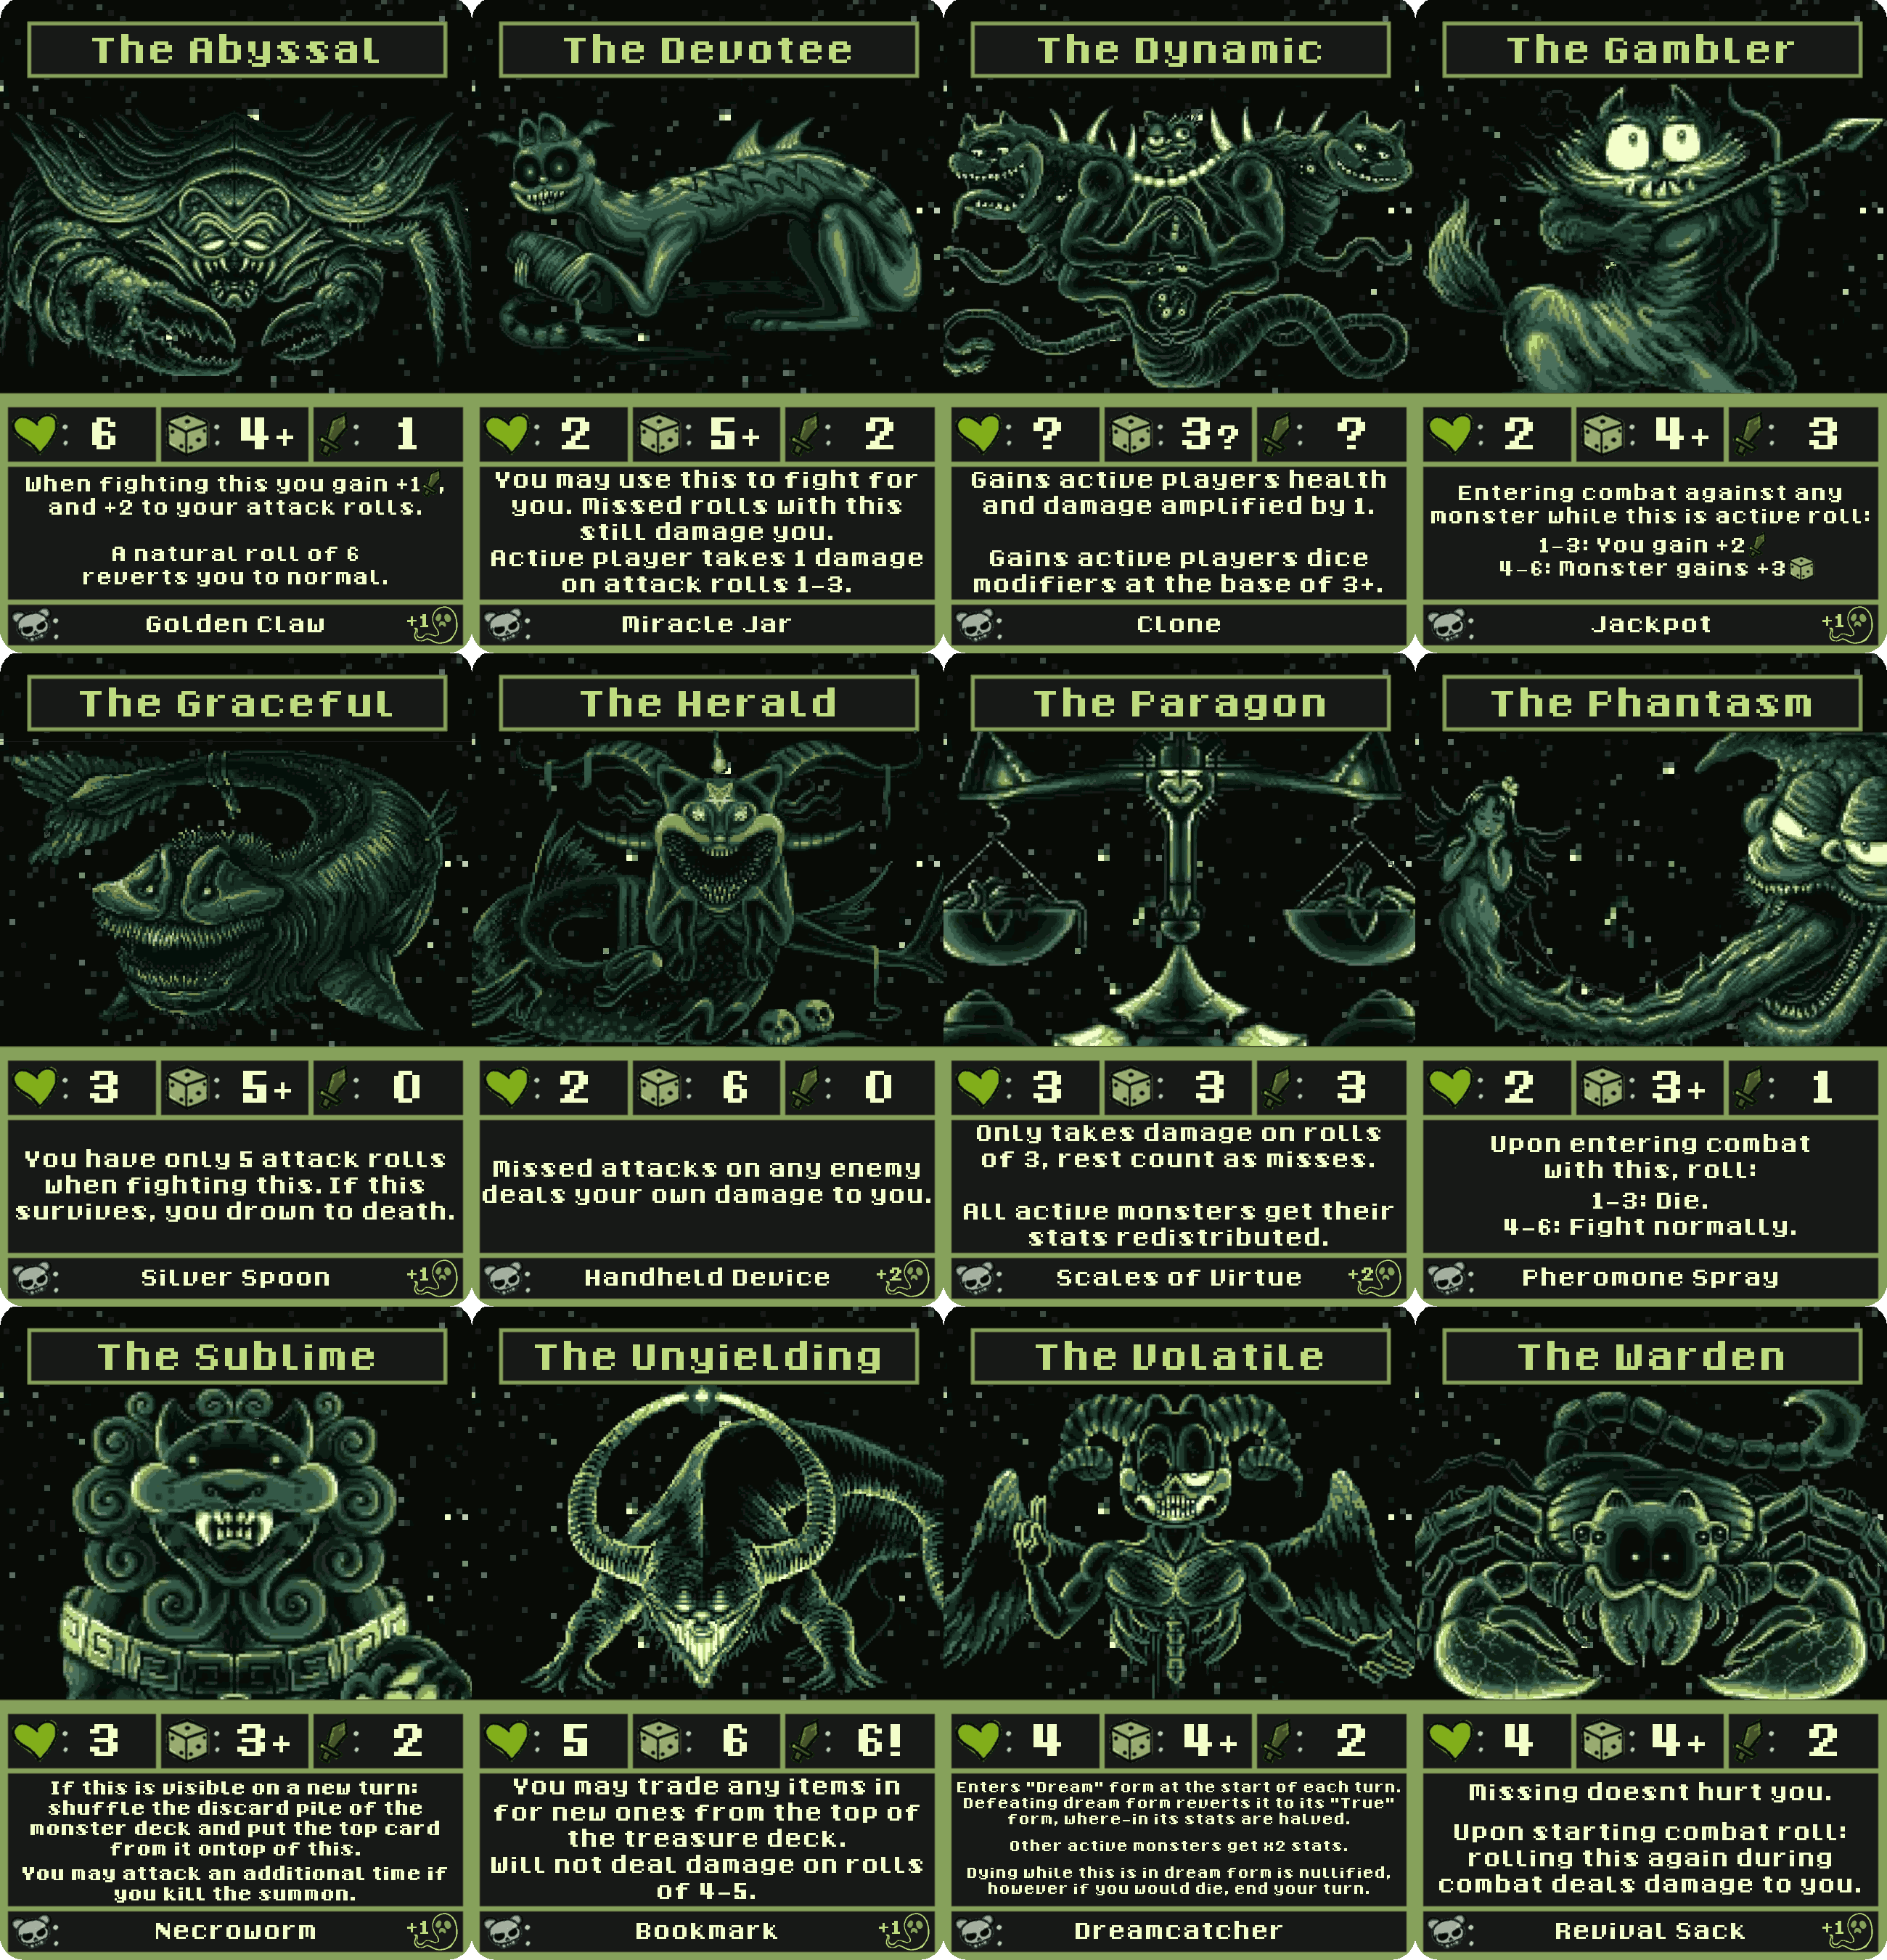 The Abyssal
: 6
: 4+
: 1
When fighting this you gain +1,
and +2 to your attack rolls.
A natural roll of 6
reverts you to normal.
: Golden Claw +1
The Devotee
: 2
: 5+
: 2
You may use this to fight for
you. Missed rolls with this
still damage you.
Active player takes 1 damage
on attack rolls 1-3.
: Miracle Jar
The Dynamic
: ?
: 3?
: ?
Gains active players health
and damage amplified by 1.
Gains active players dice
modifiers at the base of 3+.
: Clone
The Gambler
: 2
: 4+
: 3
Entering combat against any
monster while this is active roll:
1-3: You gain +2
4-6: Monster gains +3
: Jackpot +1
The Graceful
: 3
: 5+
: 0
You have only 5 attack rolls
when fighting this. If this
survives, you drown to death.
: Silver Spoon +1
The Herald
: 2
: 6
: 0
Missed attacks on any enemy
deals your own damage to you.
: Handheld Device +2
The Paragon
: 3
: 3
: 3
Only takes damage on rolls
of 3, rest count as misses.
All active monsters get their
stats redistributed.
: Scales of Virtue +2
The Phantasm
: 2
: 3+
: 1
Upon entering combat
with this, roll:
1-3: Die.
4-6: Fight normally.
: Pheromone Spray
The Sublime
: 3
: 3+
: 2
If this is visible on a new turn:
shuffle the discard pile of the
monster deck and put the top card
from it ontop of this.
You may attack an additional time if
you kill the summon.
: Necroworm +1
The Unyielding
: 5
: 6
: 6!
You may trade any items in
for new ones from the top of
the treasure deck.
Will not deal damage on rolls
of 4-5.
: Bookmark +1
The Volatile
: 4
: 4+
: 2
Enters "Dream" form at the start of each turn.
Defeating dream form reverts it to its "True"
form, where-in its stats are halved.
Other active monsters get x2 stats.
Dying while this is in dream form is nullified,
however if you would die, end your turn.
: Dreamcatcher
The Warden
: 4
: 4+
: 2
Missing doesnt hurt you.
Upon starting combat roll:
rolling this again during
combat deals damage to you.
: Revival Sack +1